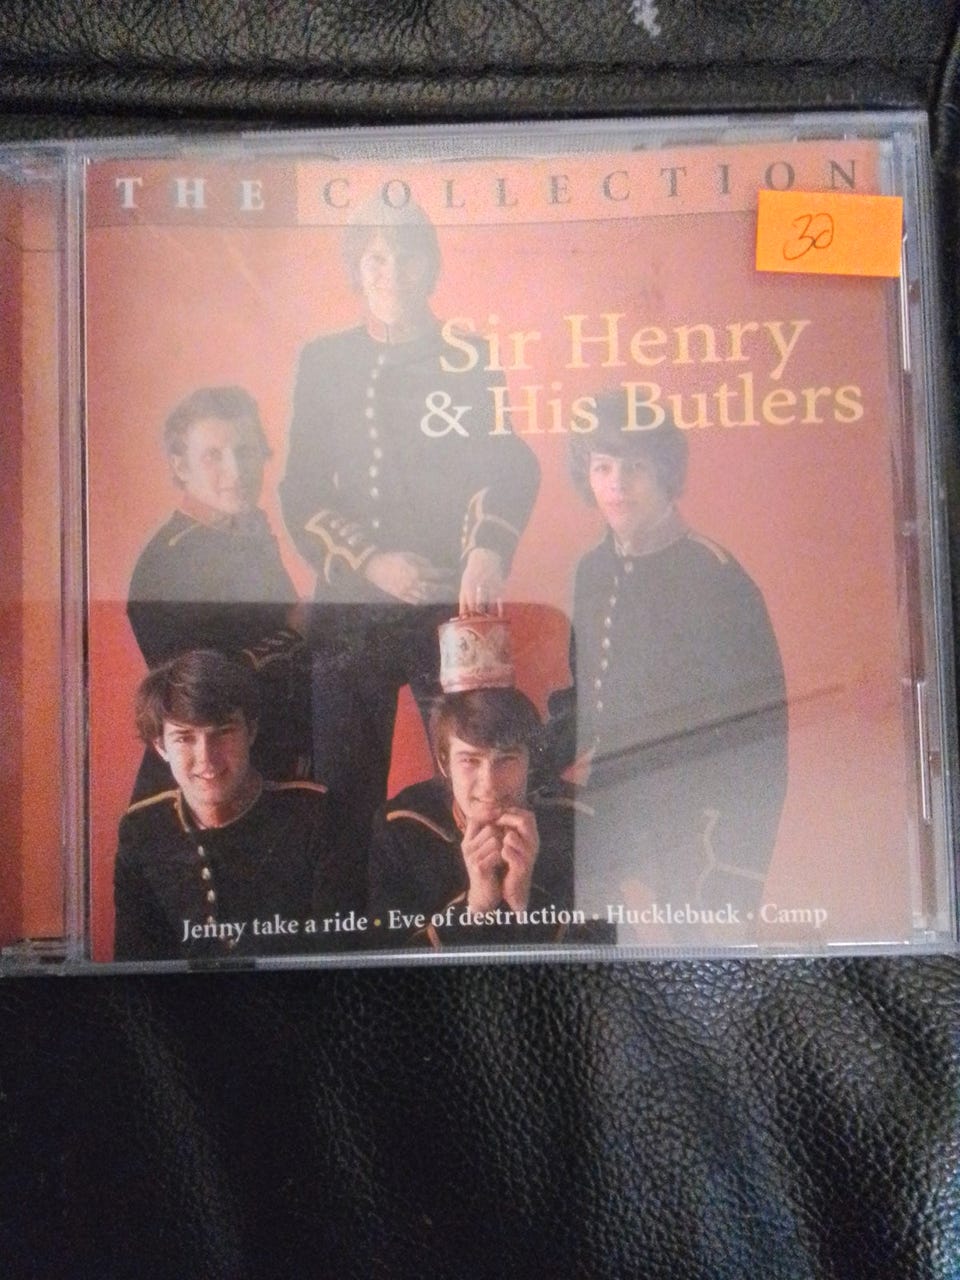 THE COLLECTION
30
Sir Henry
& His Butlers
Jenny take a ride • Eve of destruction • Hucklebuck • Camp